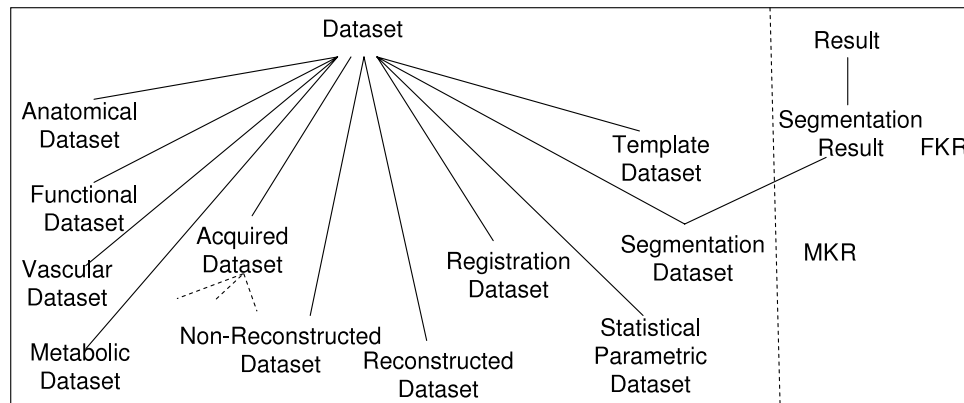 Dataset
Result
Anatomical
Dataset
Segmentation
Result
FKR
Template
Dataset
Functional
Dataset
Acquired
Dataset
Segmentation
Dataset
MKR
Registration
Dataset
Vascular
Dataset
Non-Reconstructed
Dataset
Reconstructed
Dataset
Statistical
Parametric
Dataset
Metabolic
Dataset